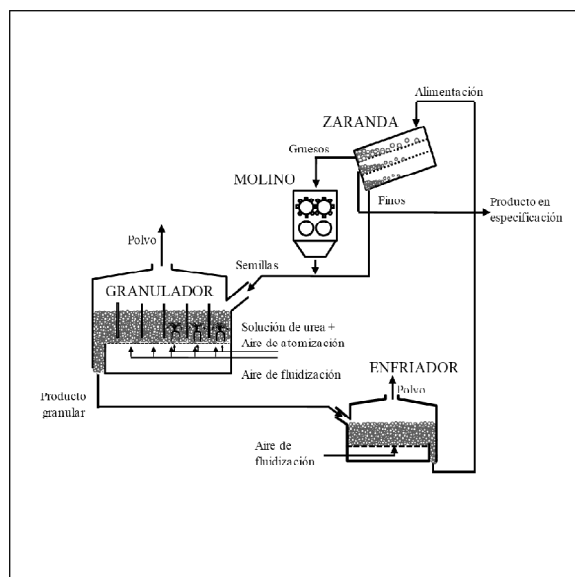 Alimentación
ZARANDA
Gruesos
MOLINO
Finos
Producto en
especificación
Polvo
Semillas
GRANULADOR
Solución de urea +
Aire de atomización
Aire de fluidización
ENFRIADOR
Polvo
Producto
granular
Aire de
fluidización